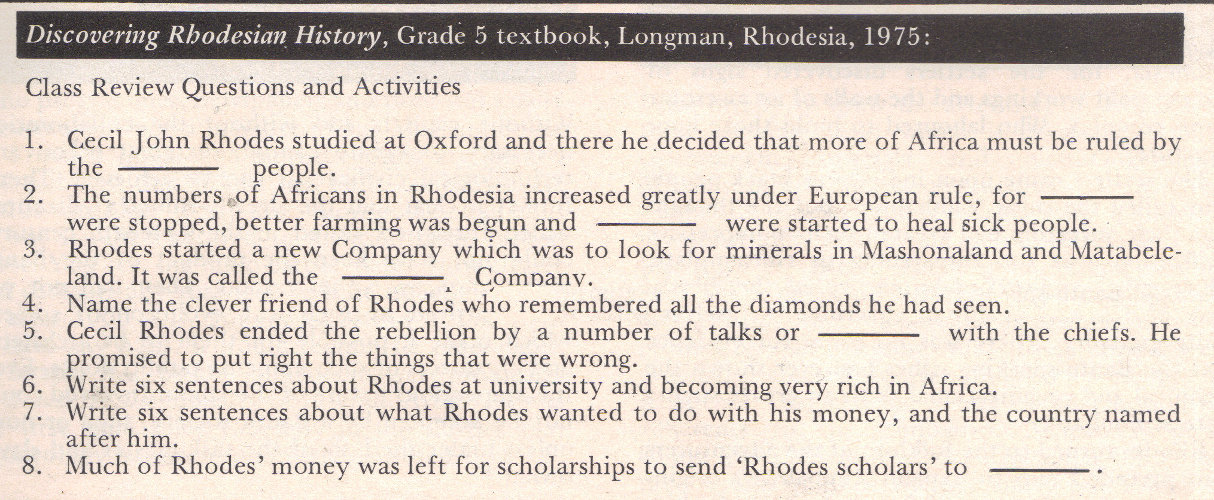 Discovering Rhodesian History, Grade 5 textbook, Longman, Rhodesia, 1975:
Class Review Questions and Activities
1. Cecil John Rhodes studied at Oxford and there he decided that more of Africa must be ruled by
the ——— people.
2. The numbers of Africans in Rhodesia increased greatly under European rule, for ———
were stopped, better farming was begun and ——— were started to heal sick people.
3. Rhodes started a new Company which was to look for minerals in Mashonaland and Matabele-
land. It was called the ——— Company.
4. Name the clever friend of Rhodes who remembered all the diamonds he had seen.
5. Cecil Rhodes ended the rebellion by a number of talks or ——— with the chiefs. He
promised to put right the things that were wrong.
6. Write six sentences about Rhodes at university and becoming very rich in Africa.
7. Write six sentences about what Rhodes wanted to do with his money, and the country named
after him.
8. Much of Rhodes' money was left for scholarships to send 'Rhodes scholars' to ———.